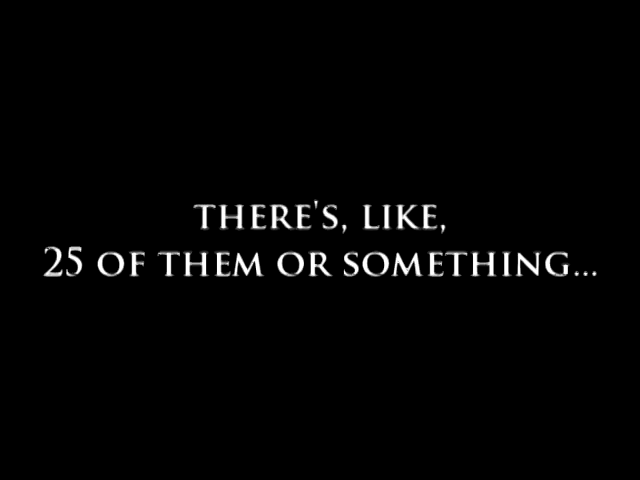 THERE'S, LIKE,
25 OF THEM OR SOMETHING...